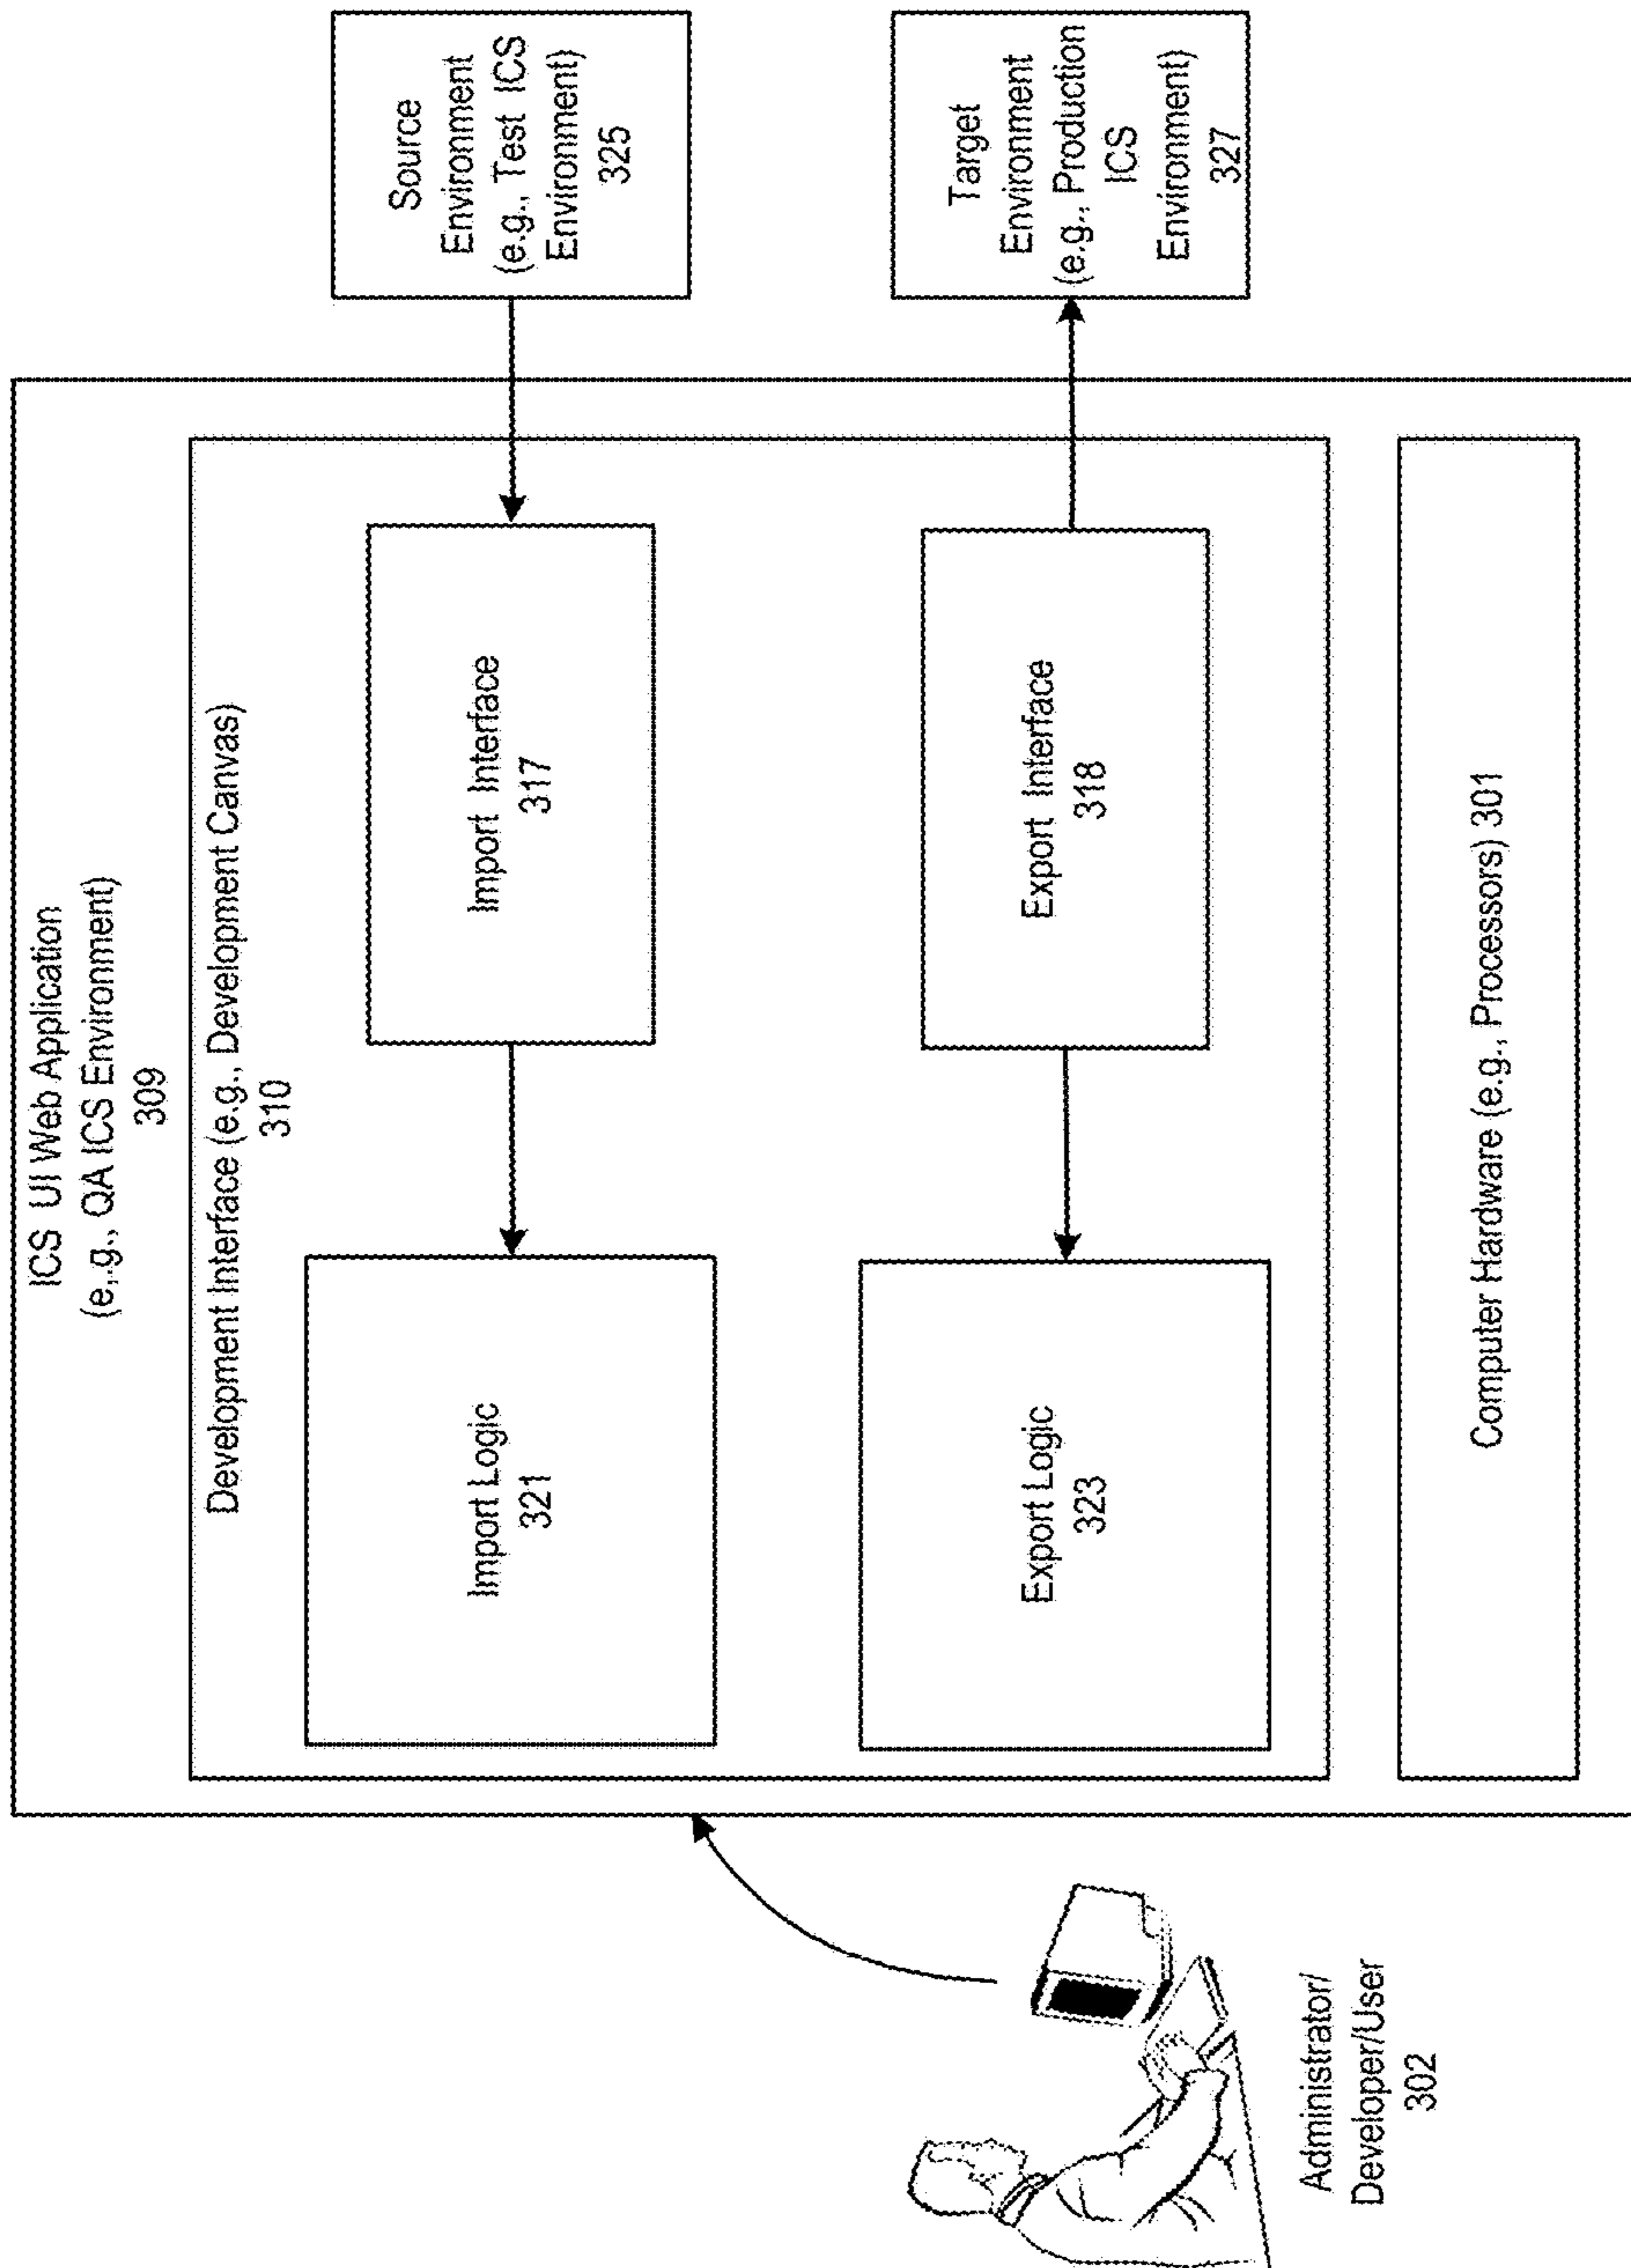 ICS UI Web Application
(e.g., QA ICS Environment)
309
Development Interface (e.g., Development Canvas)
310
Import Logic
321
Import Interface
317
Source
Environment
(e.g., Test ICS
Environment)
325
Export Logic
323
Export Interface
318
Target
Environment
(e.g., Production
ICS
Environment)
327
Computer Hardware (e.g., Processors) 301
Administrator/
Developer/User
302